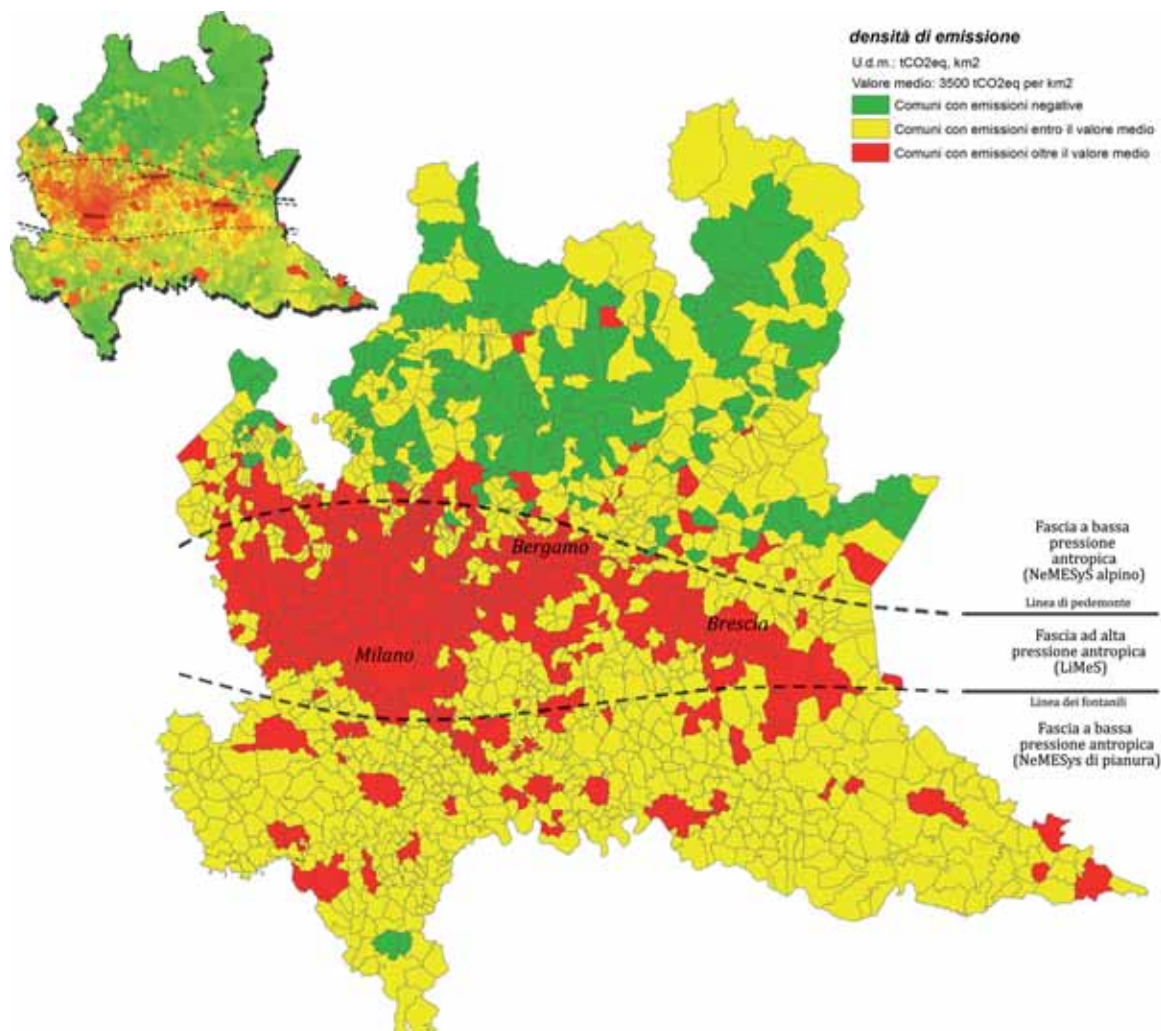 densità di emissione
U.d.m.: tCO2eq, km2
Valore medio: 3500 tCO2eq per km2
Comuni con emissioni negative
Comuni con emissioni entro il valore medio
Comuni con emissioni oltre il valore medio
Bergamo
Brescia
Milano
Fascia a bassa
pressione
antropica
(NeMESyS alpino)
Linea di pedemonte
Fascia ad alta
pressione antropica
(LiMeS)
Linea dei fontanili
Fascia a bassa
pressione antropica
(NeMESys di pianura)